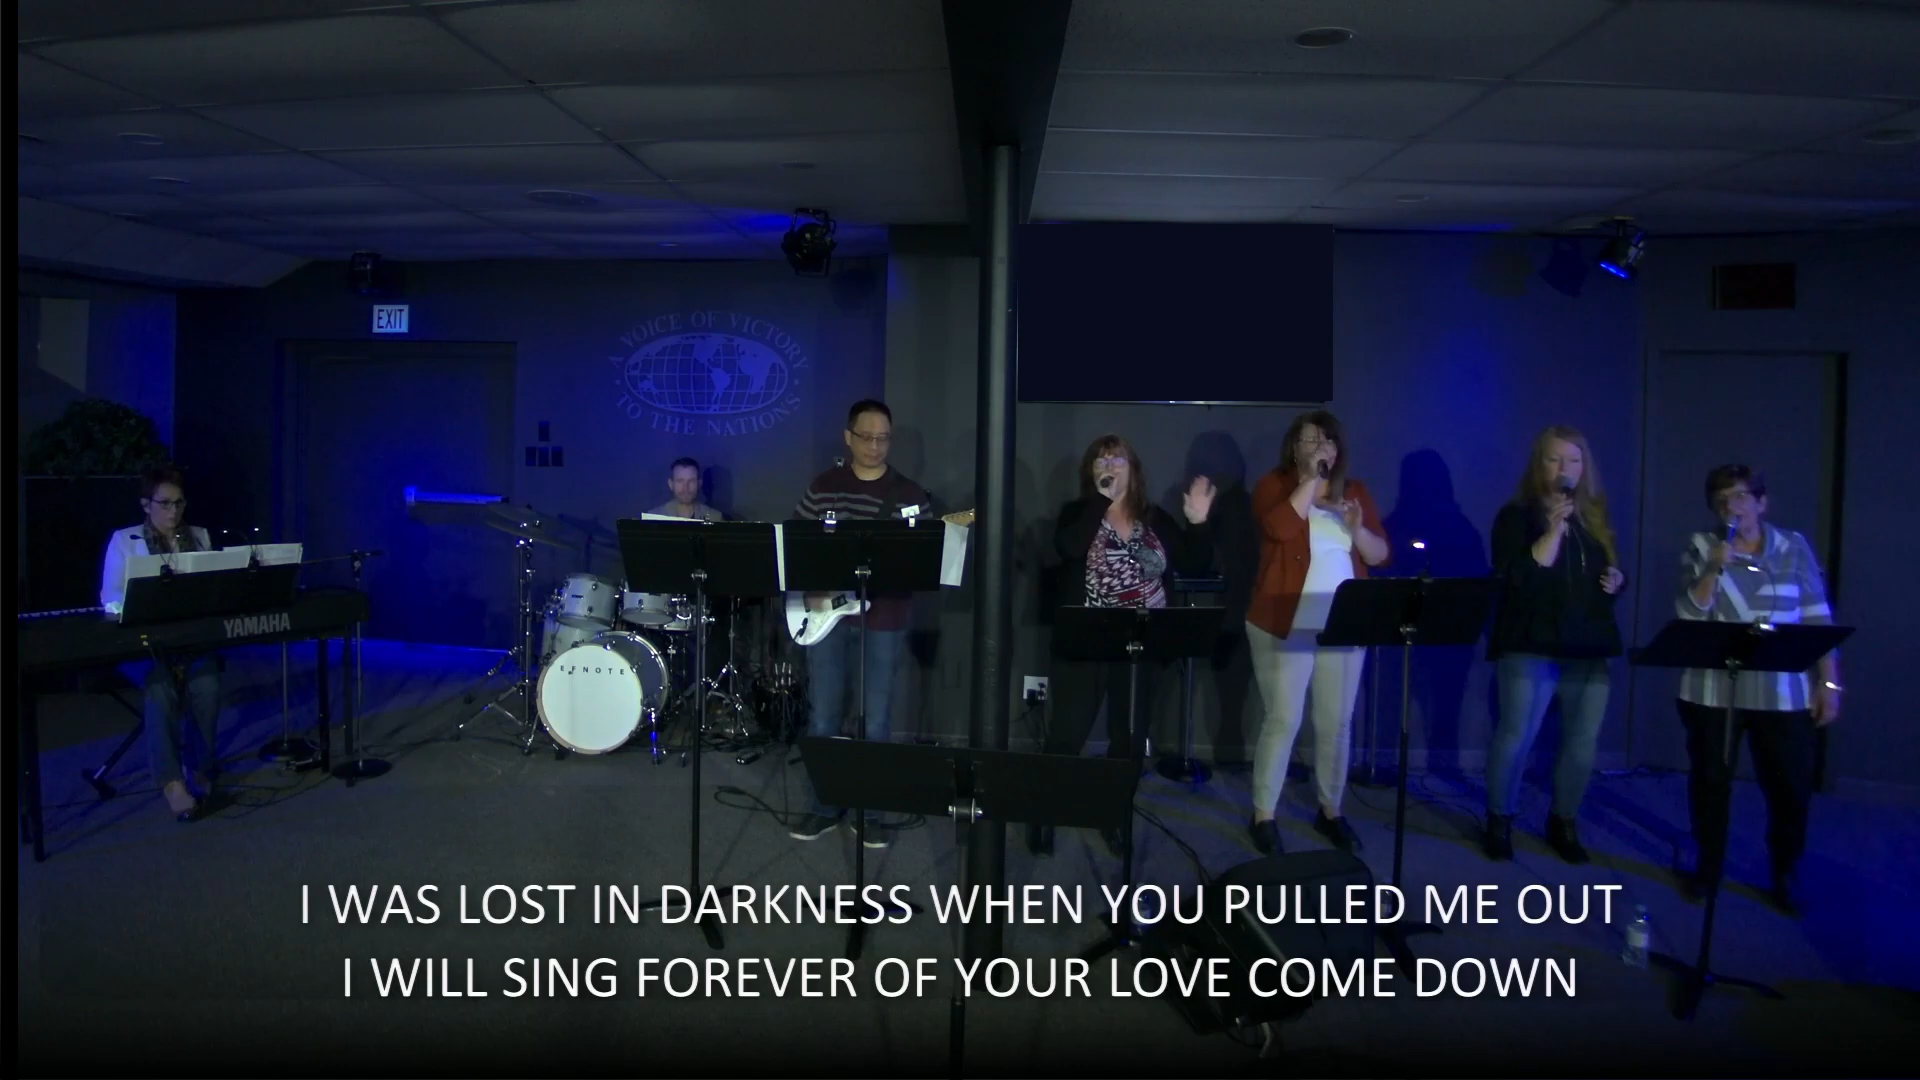 EXIT
A VOICE OF VICTORY
TO THE NATIONS
YAMAHA
EFNOTE
I WAS LOST IN DARKNESS WHEN YOU PULLED ME OUT
I WILL SING FOREVER OF YOUR LOVE COME DOWN